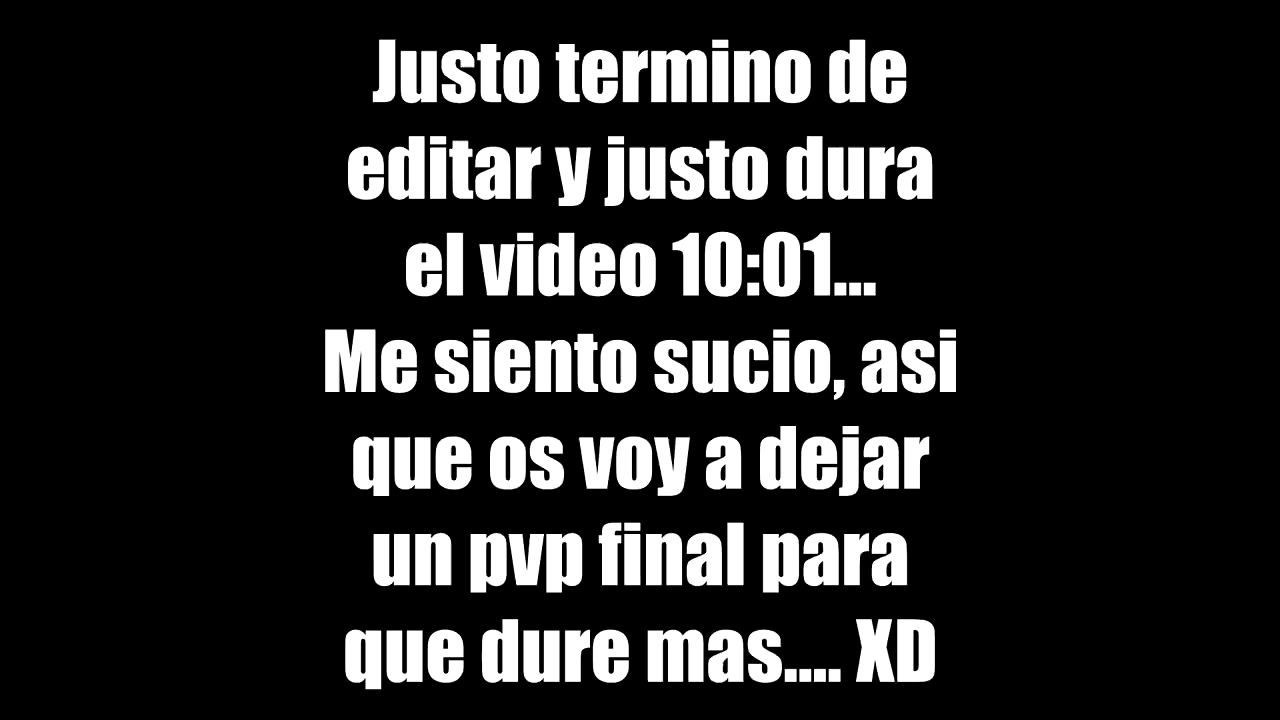 Justo termino de
editar y justo dura
el video 10:01...
Me siento sucio, asi
que os voy a dejar
un pvp final para
que dure mas.... XD